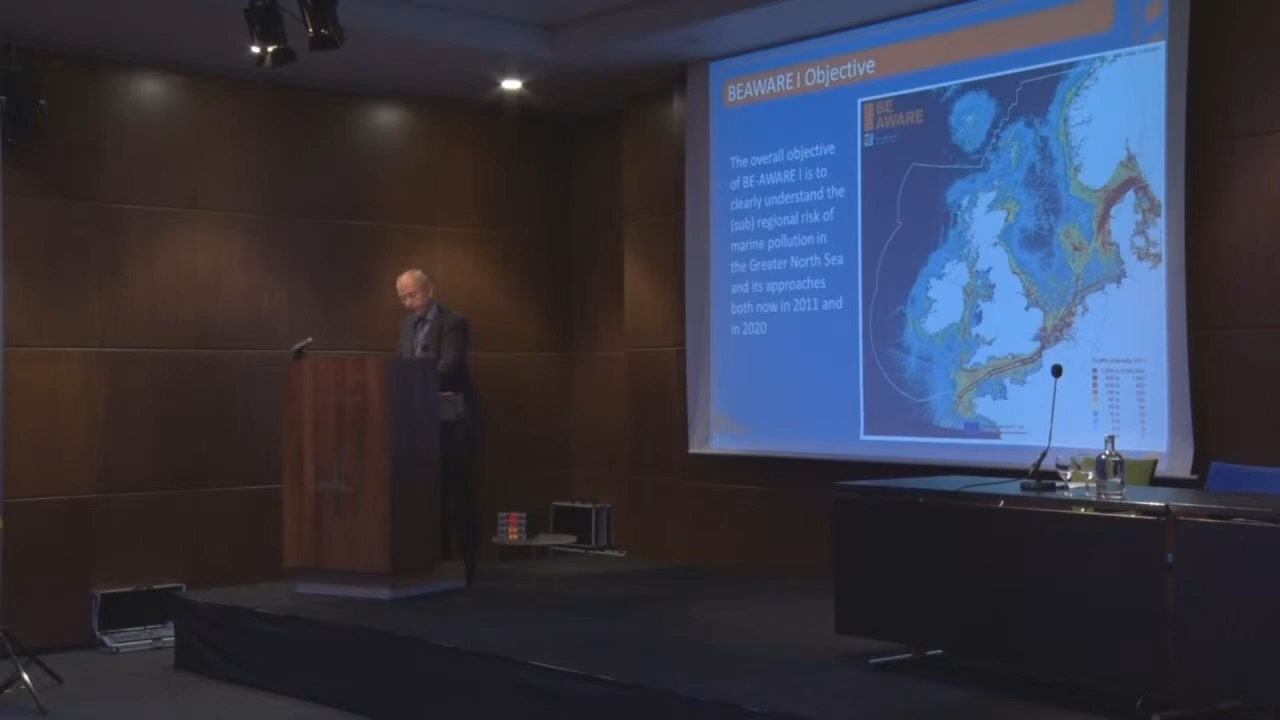 BEAWARE I Objective
BE
AWARE
The overall objective
of BE-AWARE I is to
clearly understand the
(sub) regional risk of
marine pollution in
the Greater North Sea
and its approaches
both now in 2011 and
in 2020